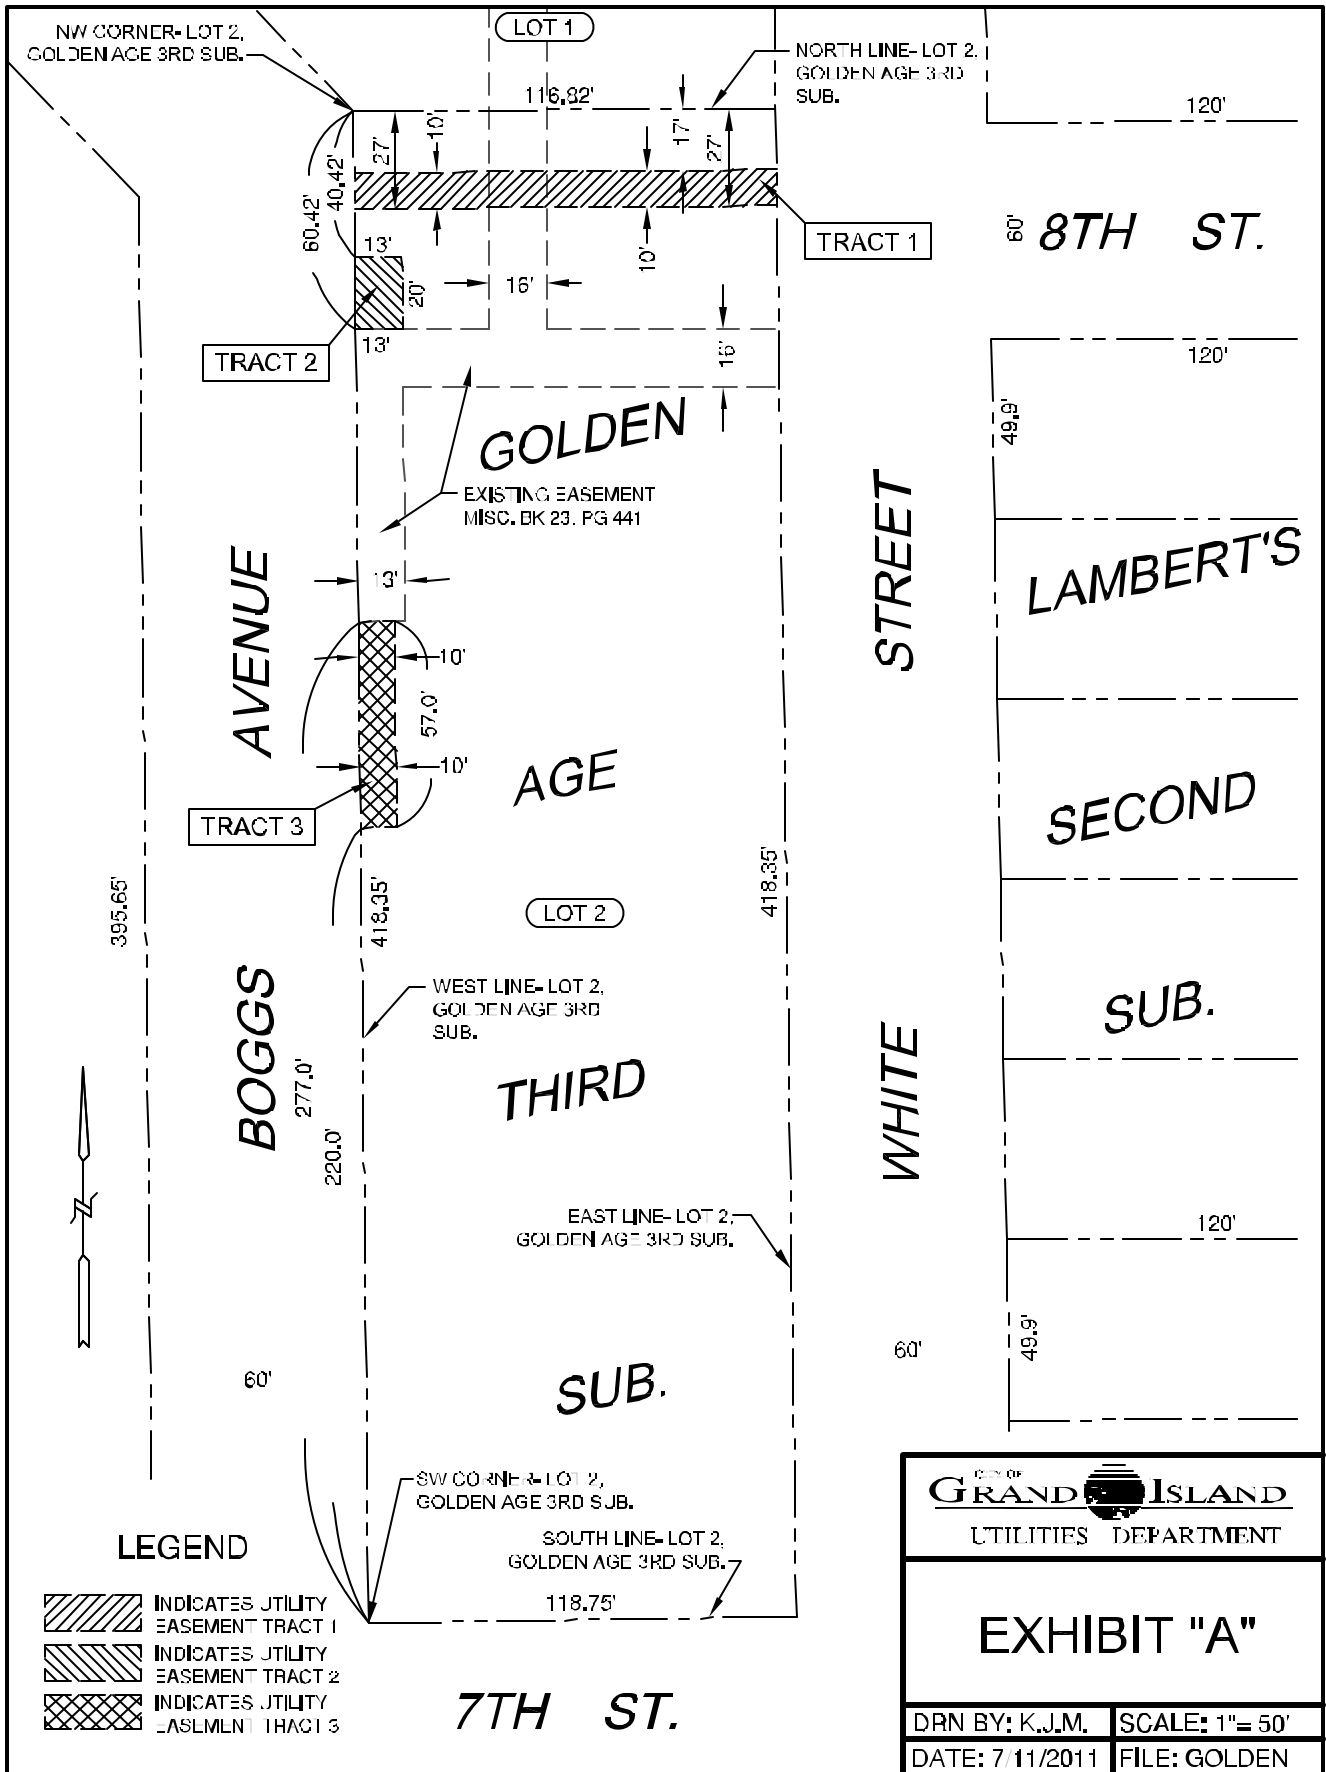 NW CORNER- LOT 2,
GOLDEN AGE 3RD SUB.
LOT 1
NORTH LINE- LOT 2,
GOLDEN AGE 3RD
SUB.
116.82'
120'
27'
10'
17'
27'
40.42'
60.42'
TRACT 1
60'
8TH ST.
13'
20'
16'
10'
13'
TRACT 2
16'
120'
49.9'
GOLDEN
EXISTING EASEMENT
MISC. BK 23. PG 441
STREET
LAMBERT'S
AVENUE
13'
10'
57.0'
10'
AGE
SECOND
TRACT 3
395.65'
418.35'
418.35'
LOT 2
WEST LINE- LOT 2,
GOLDEN AGE 3RD
SUB.
SUB.
BOGGS
277.0'
220.0'
THIRD
WHITE
EAST LINE- LOT 2,
GOLDEN AGE 3RD SUB.
120'
49.9'
60'
60'
SUB.
SW CORNER- LOT 2,
GOLDEN AGE 3RD SUB.
SOUTH LINE- LOT 2,
GOLDEN AGE 3RD SUB.
118.75'
7TH ST.
LEGEND
INDICATES UTILITY
EASEMENT TRACT 1
INDICATES UTILITY
EASEMENT TRACT 2
INDICATES UTILITY
EASEMENT TRACT 3
CITY OF
GRAND ISLAND
UTILITIES DEPARTMENT
EXHIBIT "A"
DRN BY: K.J.M.
SCALE: 1"= 50'
DATE: 7/11/2011
FILE: GOLDEN